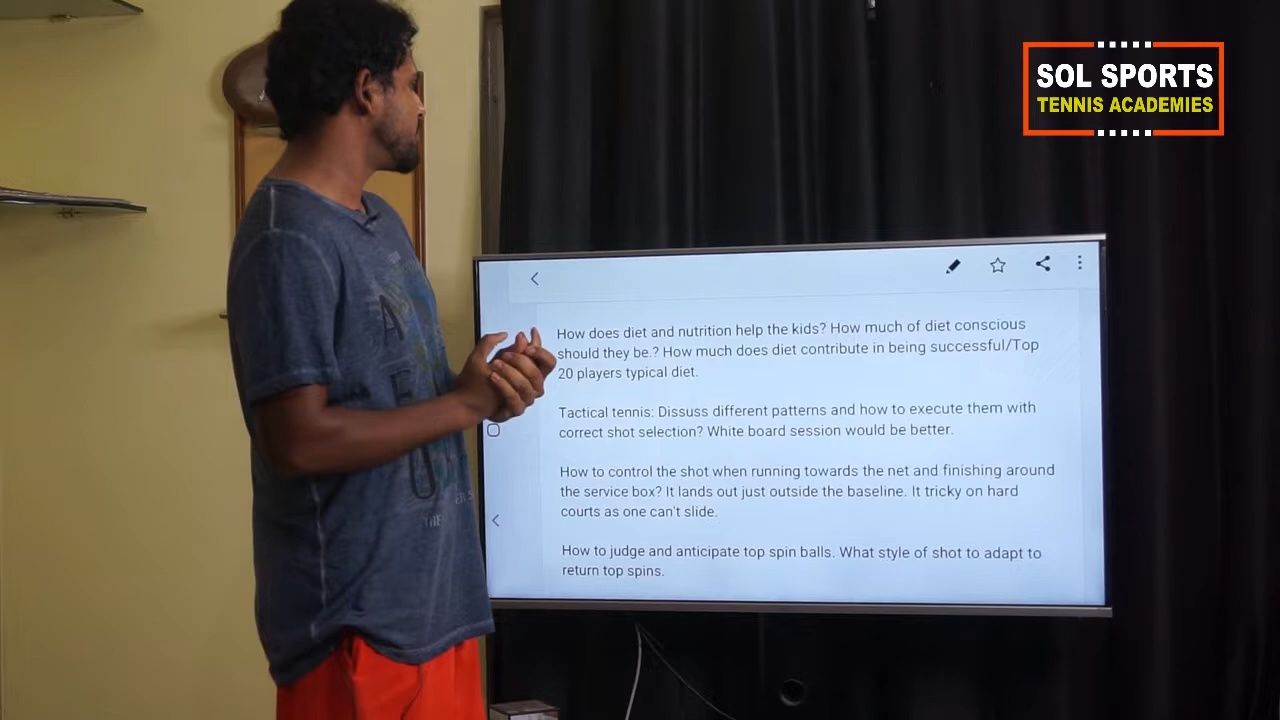 SOL SPORTS
TENNIS ACADEMIES
How does diet and nutrition help the kids? How much of diet conscious
should they be.? How much does diet contribute in being successful/Top
20 players typical diet.
Tactical tennis: Dissuss different patterns and how to execute them with
correct shot selection? White board session would be better.
How to control the shot when running towards the net and finishing around
the service box? It lands out just outside the baseline. It tricky on hard
courts as one can't slide.
How to judge and anticipate top spin balls. What style of shot to adapt to
return top spins.